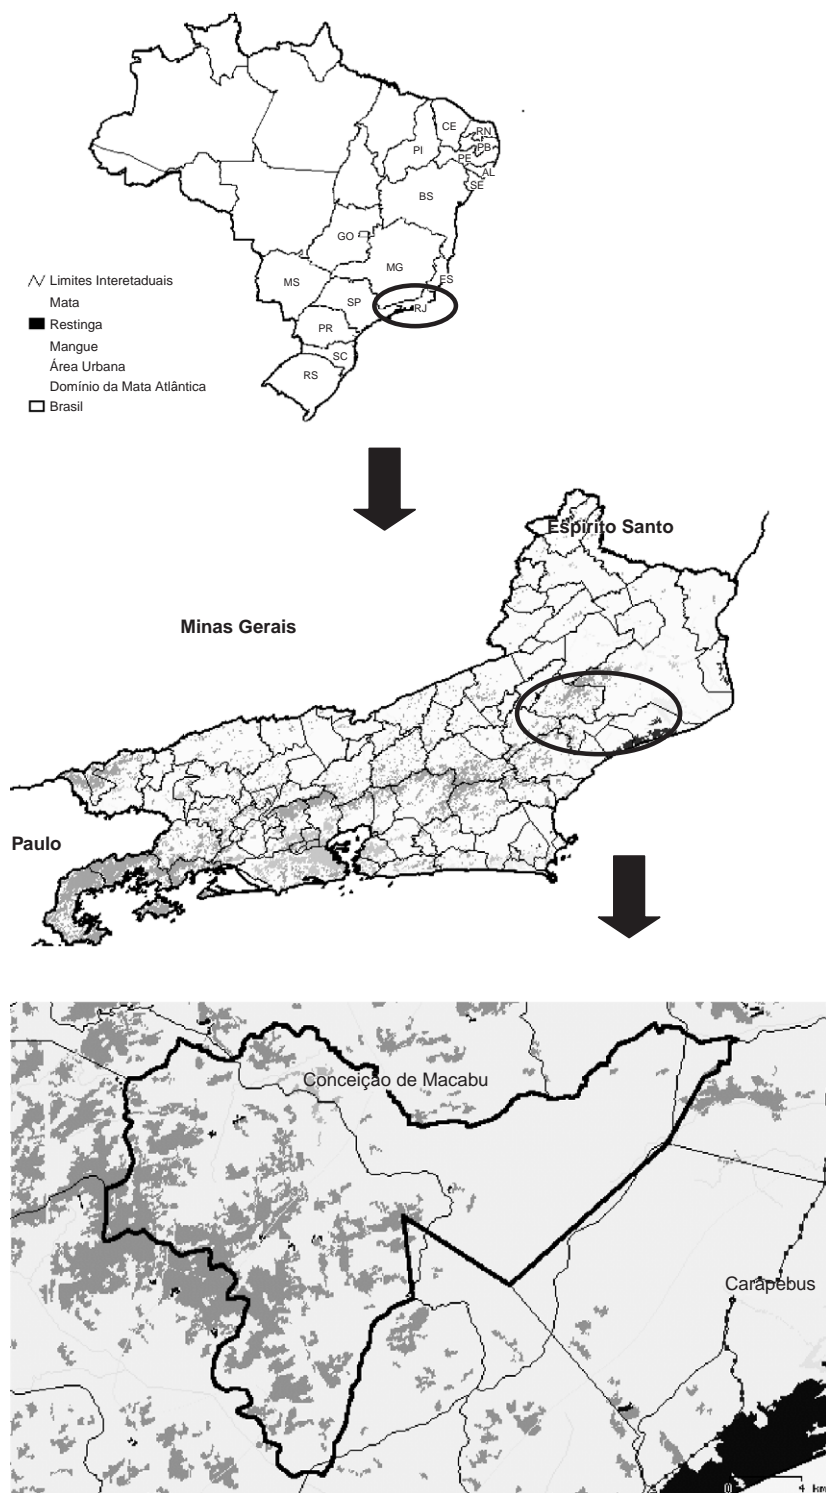 CE
RN
PI
PB
PE
AL
SE
BS
GO
MG
ES
MS
SP
RJ
PR
SC
RS
Limites Interetaduais
Mata
Restinga
Mangue
Área Urbana
Domínio da Mata Atlântica
Brasil
Espírito Santo
Minas Gerais
Paulo
Conceição de Macabu
Carapebus
0 4 km